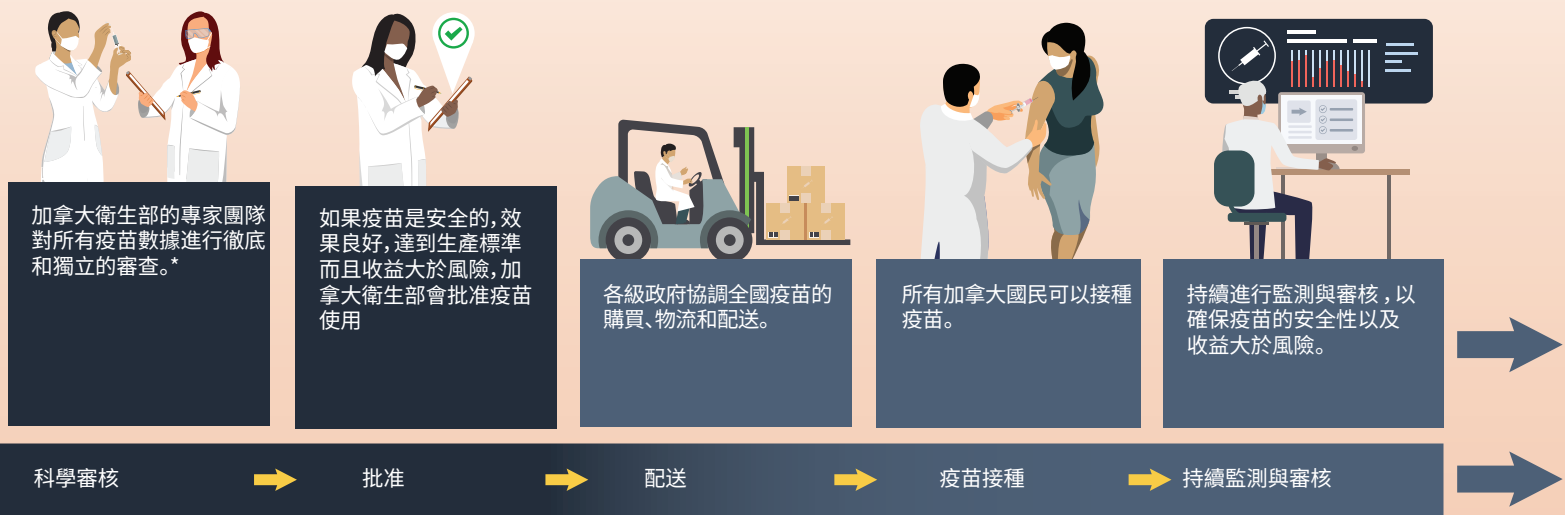 加拿大衛生部的專家團隊
對所有疫苗數據進行徹底
和獨立的審查。*
如果疫苗是安全的，效
果良好，達到生產標準
而且收益大於風險，加
拿大衛生部會批准疫苗
使用
各級政府協調全國疫苗的
購買、物流和配送。
所有加拿大國民可以接種
疫苗。
持續進行監測與審核，以
確保疫苗的安全性以及
收益大於風險。
科學審核
批准
配送
疫苗接種
持續監測與審核